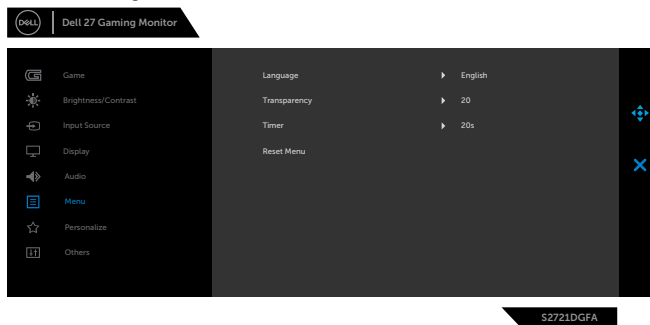 DELL
Dell 27 Gaming Monitor
Game
Language
English
Brightness/Contrast
Transparency
20
Input Source
Timer
20s
Display
Reset Menu
Audio
Menu
Personalize
Others
S2721DGFA